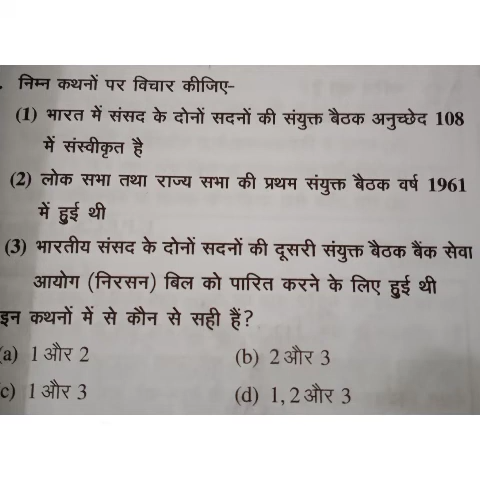 निम्न कथनों पर विचार कीजिए-
(1) भारत में संसद के दोनों सदनों की संयुक्त बैठक अनुच्छेद 108
में संस्वीकृत है
(2) लोक सभा तथा राज्य सभा की प्रथम संयुक्त बैठक वर्ष 1961
में हुई थी
(3) भारतीय संसद के दोनों सदनों की दूसरी संयुक्त बैठक बैंक सेवा
आयोग (निरसन) बिल को पारित करने के लिए हुई थी
इन कथनों में से कौन से सही हैं?
(a) 1 और 2 (b) 2 और 3
c) 1 और 3 (d) 1, 2 और 3